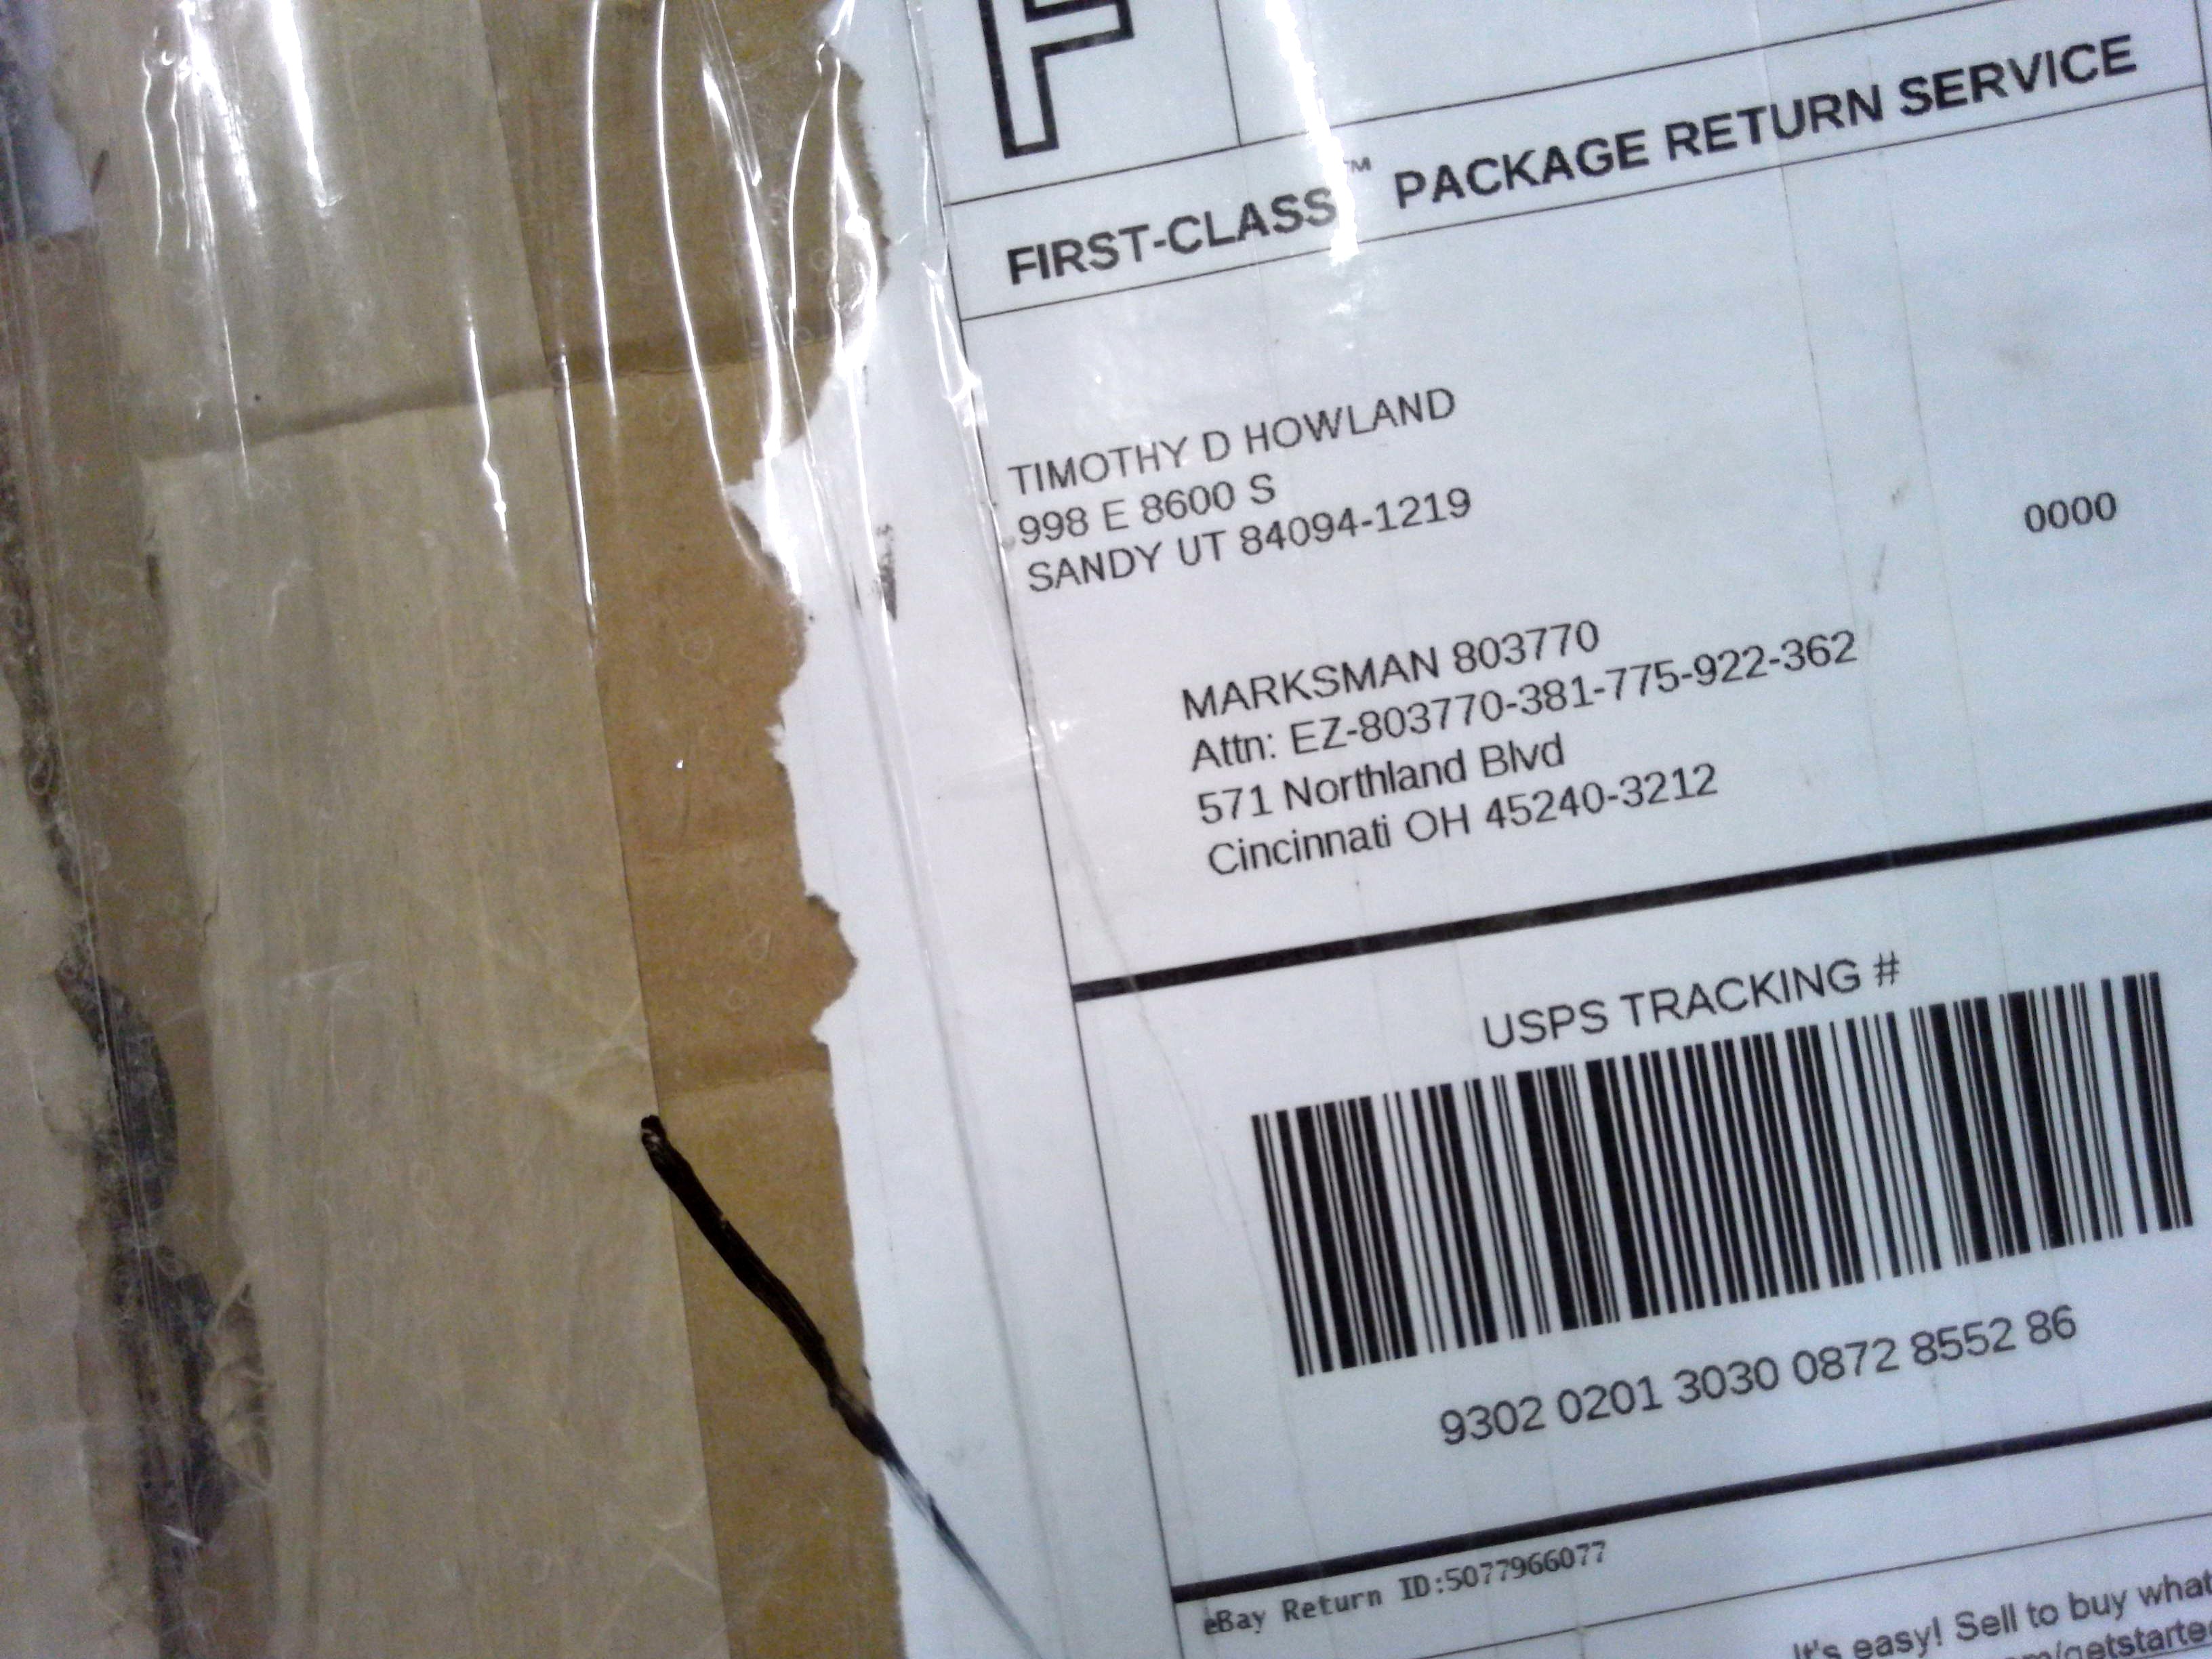 F
FIRST-CLASS™ PACKAGE RETURN SERVICE
TIMOTHY D HOWLAND
998 E 8600 S
SANDY UT 84094-1219
0000
MARKSMAN 803770
Attn: EZ-803770-381-775-922-362
571 Northland Blvd
Cincinnati OH 45240-3212
USPS TRACKING #
9302 0201 3030 0872 8552 86
eBay Return ID:5077966077
It's easy! Sell to buy what
m/getstarte